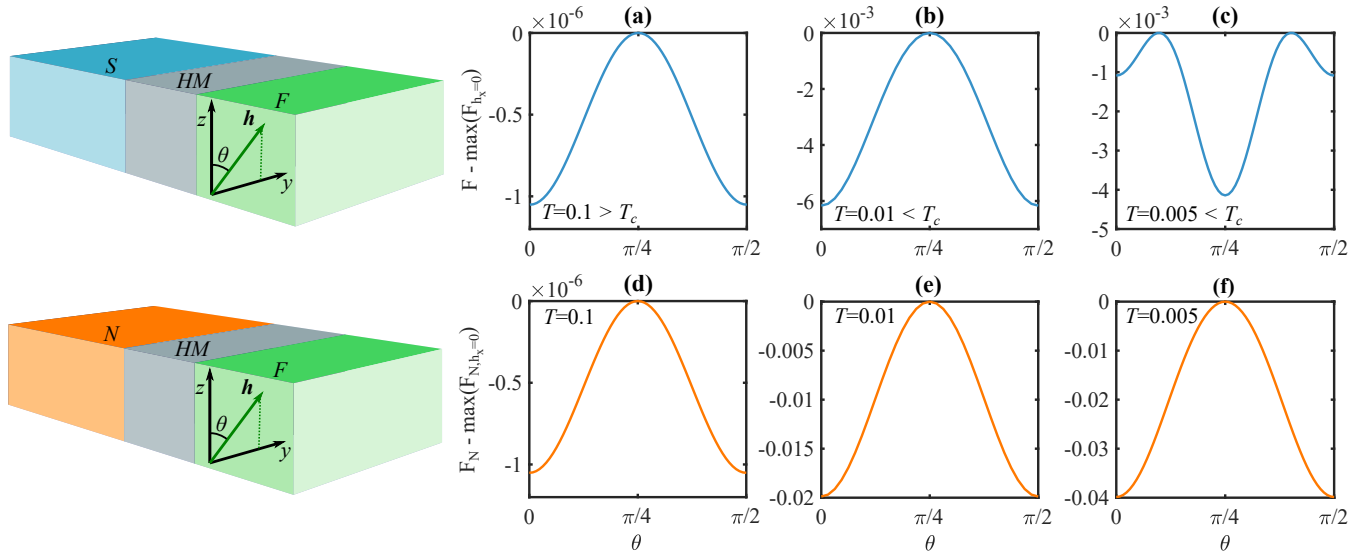 S
HM
F
z
h
θ
y
(a)
×10⁻⁶
F - max(F_{h_x=0})
0
-0.5
-1
T=0.1 > T_c
0
π/4
π/2
(b)
×10⁻³
0
-2
-4
-6
T=0.01 < T_c
0
π/4
π/2
(c)
×10⁻³
0
-1
-2
-3
-4
-5
T=0.005 < T_c
0
π/4
π/2
N
HM
F
z
h
θ
y
(d)
×10⁻⁶
F_N - max(F_{N,h_x=0})
0
-0.5
-1
T=0.1
0
π/4
π/2
θ
(e)
0
-0.005
-0.01
-0.015
-0.02
T=0.01
0
π/4
π/2
θ
(f)
0
-0.01
-0.02
-0.03
-0.04
T=0.005
0
π/4
π/2
θ